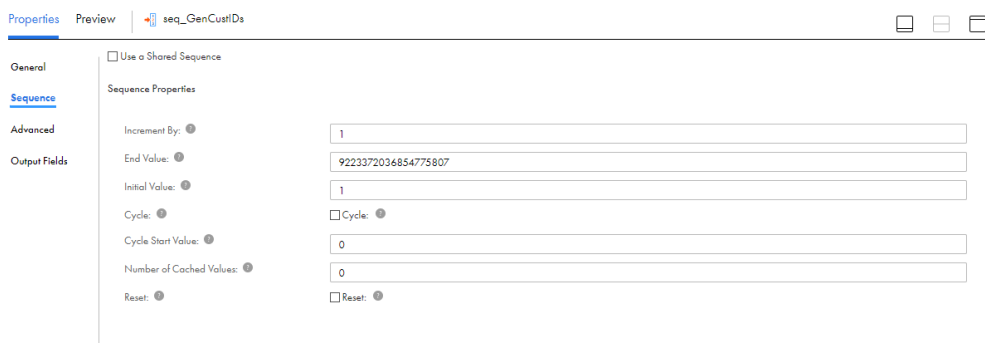 Properties Preview seq_GenCustIDs
Use a Shared Sequence
General
Sequence Properties
Sequence
Advanced
Increment By: ? 1
Output Fields
End Value: ? 9223372036854775807
Initial Value: ? 1
Cycle: ? Cycle: ?
Cycle Start Value: ? 0
Number of Cached Values: ? 0
Reset: ? Reset: ?